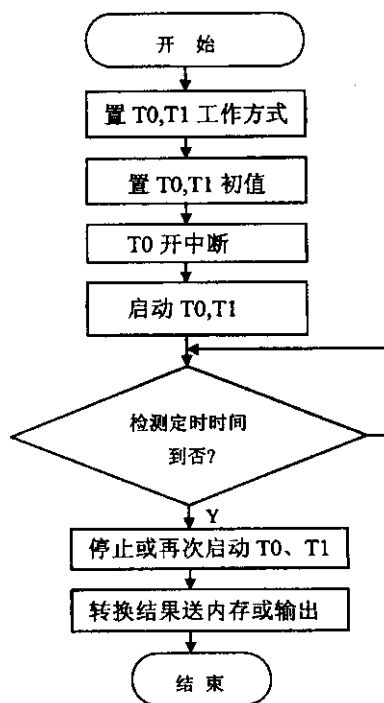 开 始
置 T0,T1 工作方式
置 T0,T1 初值
T0 开中断
启动 T0,T1
检测定时时间
到否?
Y
停止或再次启动 T0、T1
转换结果送内存或输出
结 束